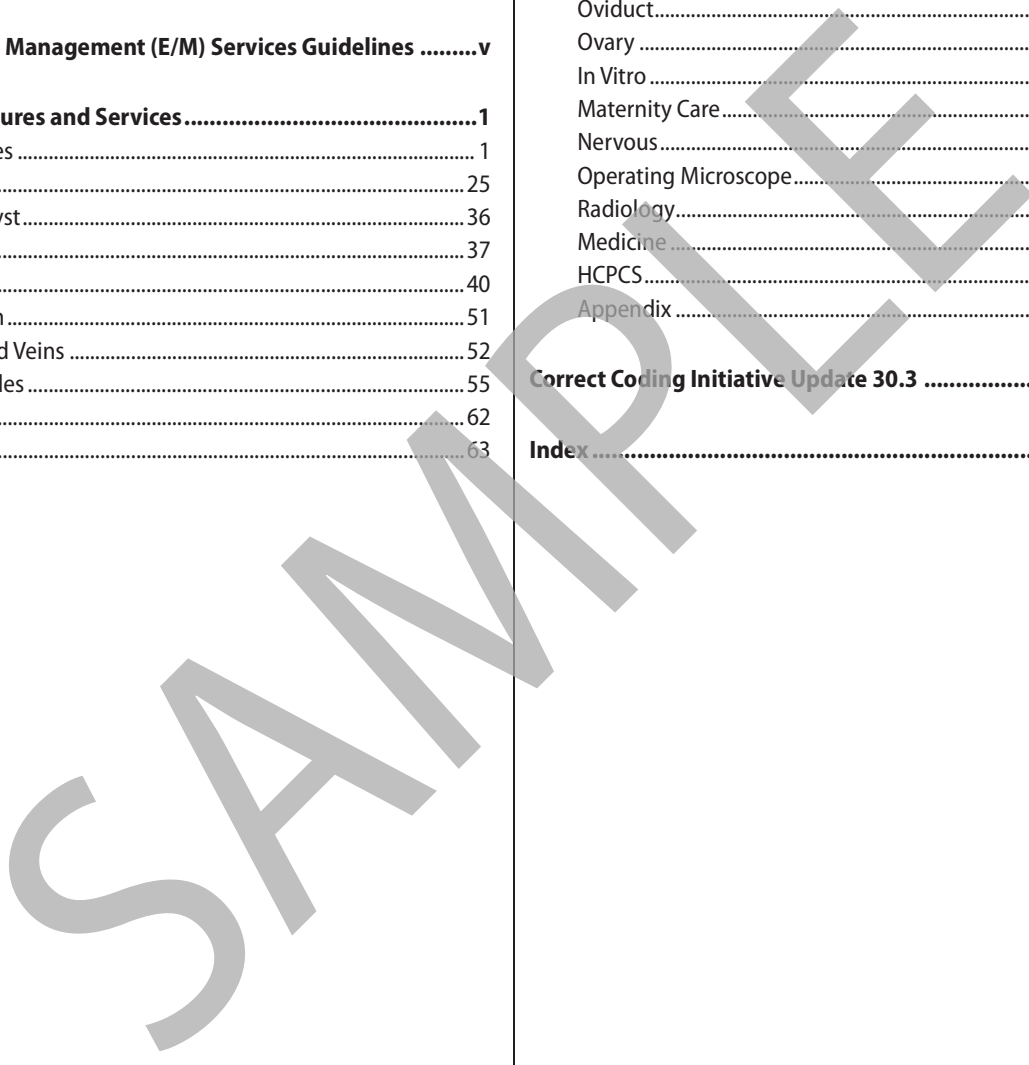 Management (E/M) Services Guidelines .........v
ures and Services.............................................1
es ........................................................................ 1
........................................................................ 25
yst........................................................................ 36
........................................................................ 37
........................................................................ 40
n........................................................................ 51
d Veins ........................................................................ 52
les........................................................................ 55
........................................................................ 62
........................................................................ 63
Oviduct........................................................................
Ovary ........................................................................
In Vitro ........................................................................
Maternity Care........................................................................
Nervous........................................................................
Operating Microscope........................................................................
Radiology........................................................................
Medicine ........................................................................
HCPCS........................................................................
Appendix ........................................................................
Correct Coding Initiative Update 30.3 .................
Index ........................................................................
SAMPLE